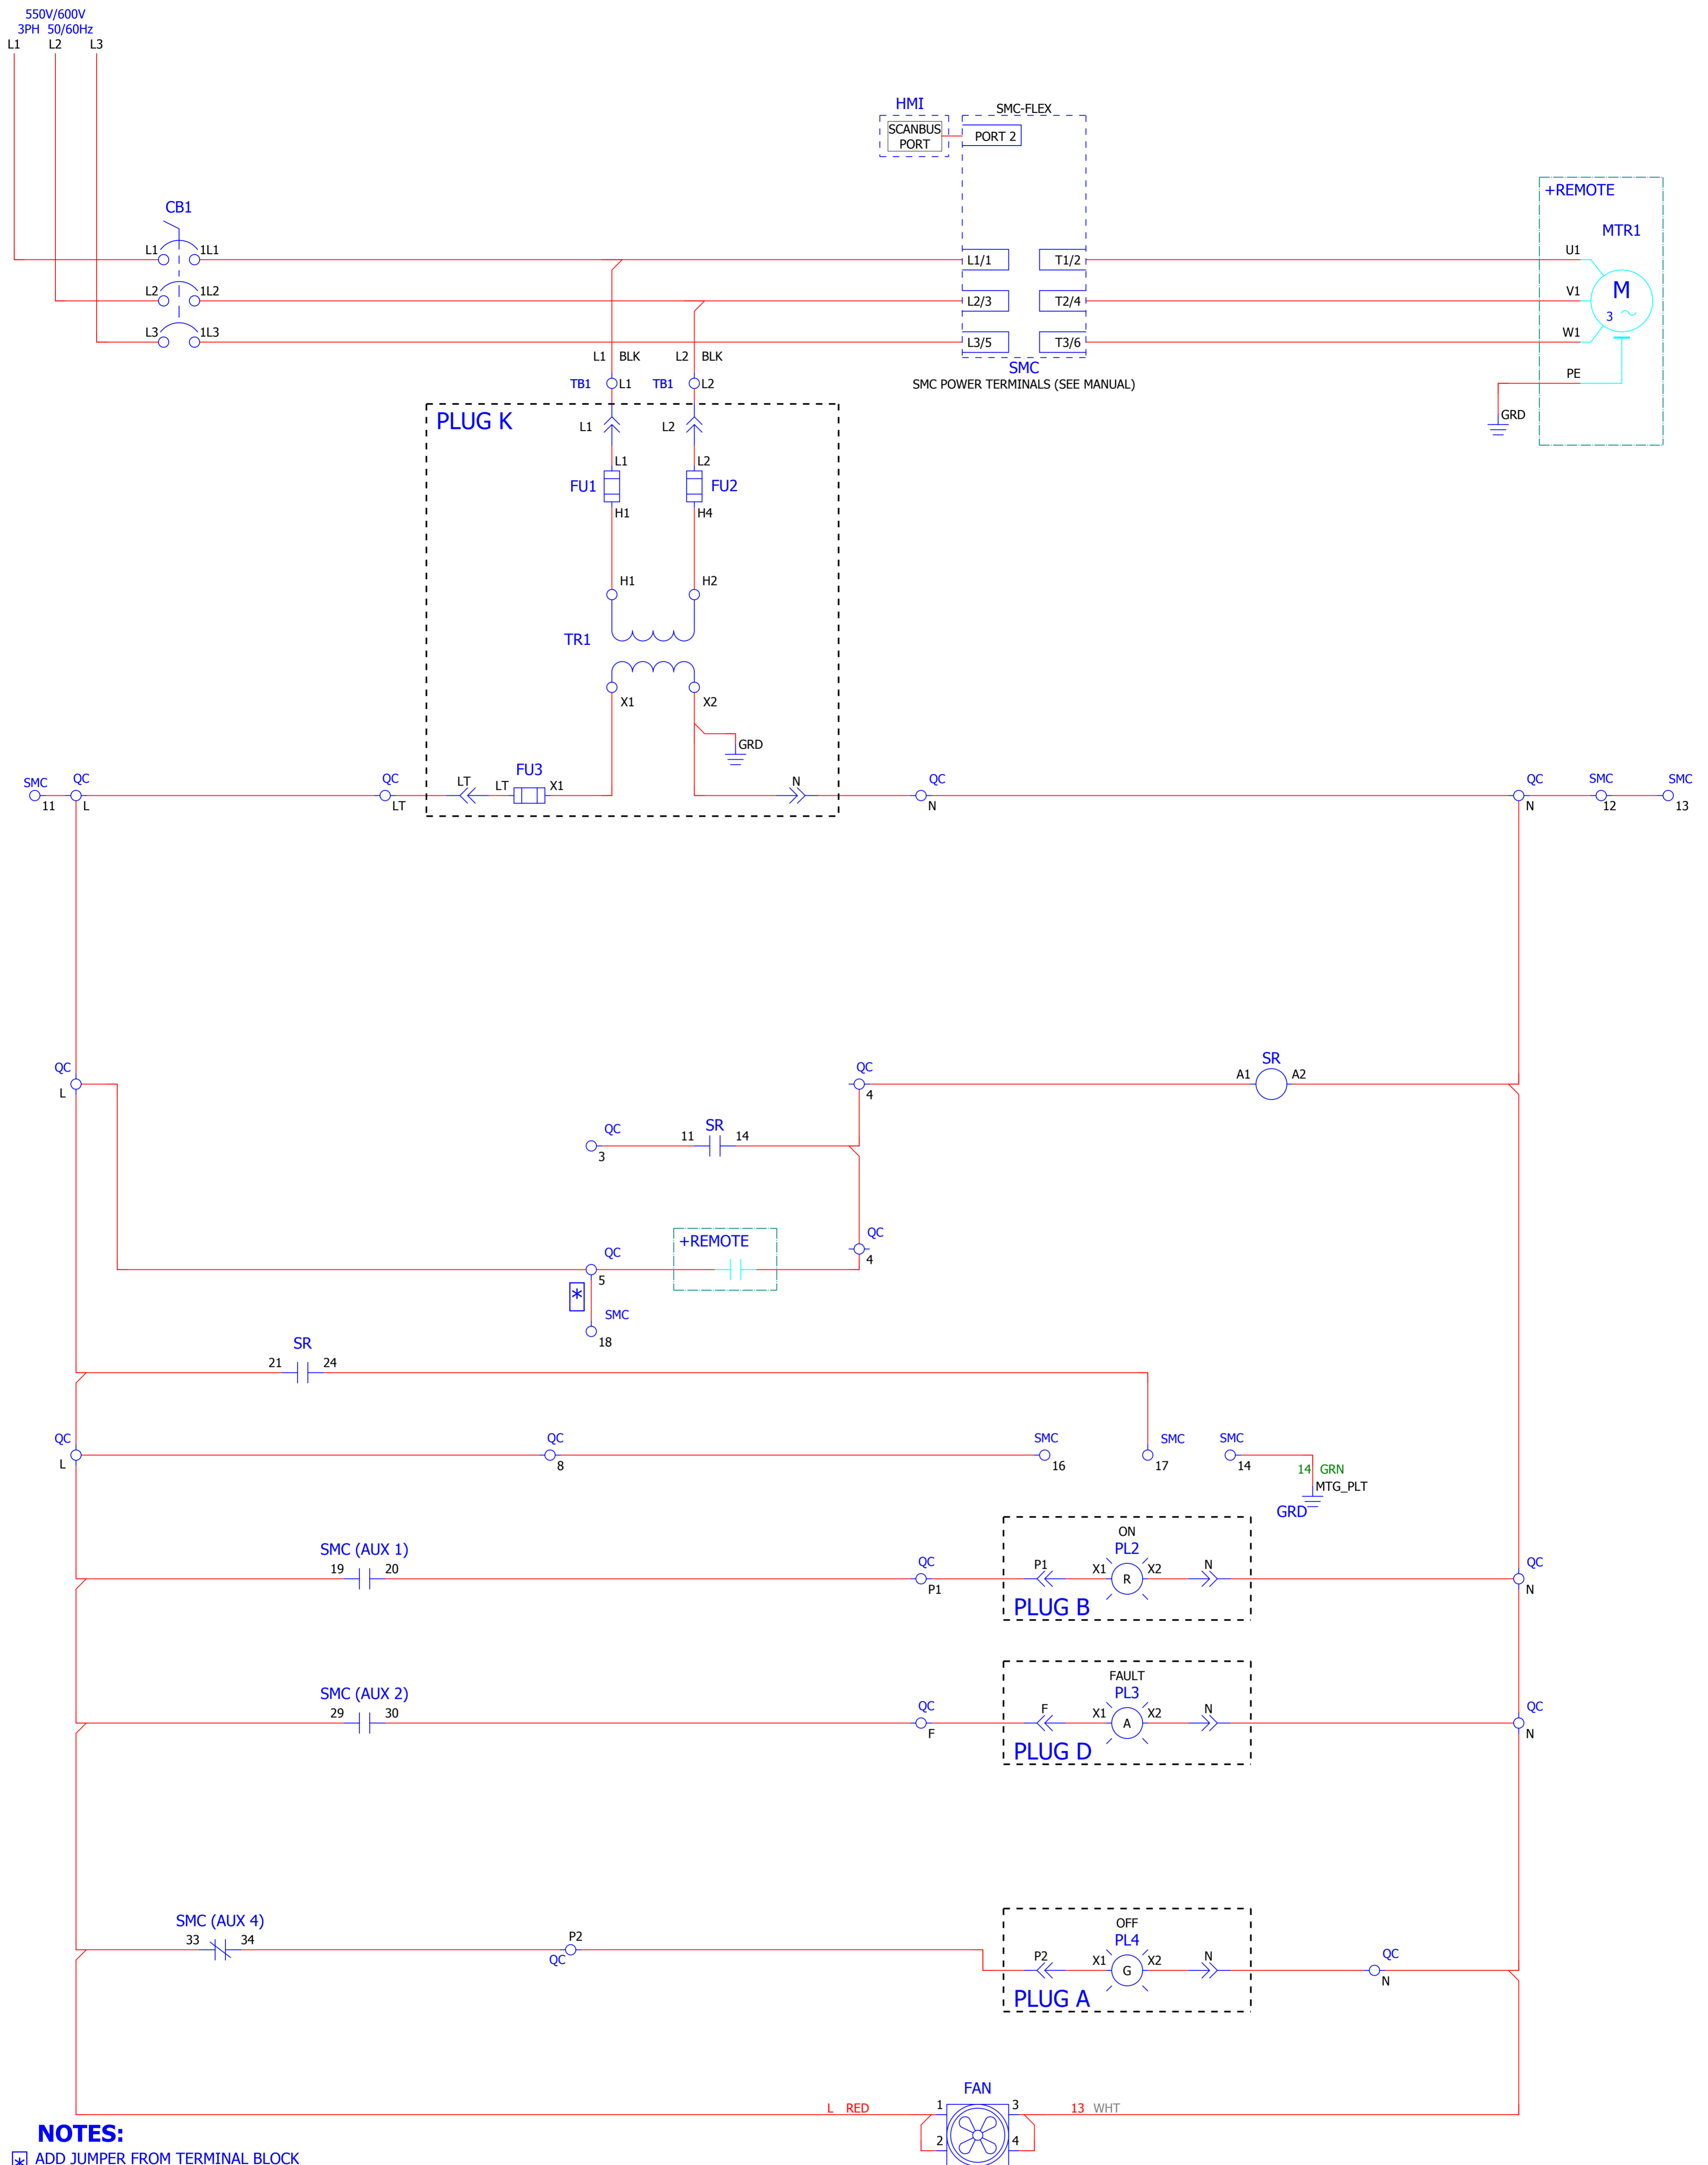 550V/600V
3PH 50/60Hz
L1 L2 L3
HMI
SMC-FLEX
SCANBUS
PORT
PORT 2
+REMOTE
CB1
MTR1
L1 1L1 L1/1 T1/2 U1
L2 1L2 L2/3 T2/4 V1
M
3
L3 1L3 L3/5 T3/6 W1
L1 BLK L2 BLK
SMC
SMC POWER TERMINALS (SEE MANUAL)
PE
TB1 L1 TB1 L2
GRD
PLUG K
L1 L2
L1 L2
FU1 FU2
H1 H4
H1 H2
TR1
X1 X2
GRD
SMC QC QC LT LT FU3 X1 N QC QC SMC SMC
11 L LT N N 12 13
QC QC SR
L 4 A1 A2
QC 11 SR 14
3
QC
4
+REMOTE
QC
5
*
SMC
18
SR
21 24
QC QC SMC SMC SMC
L 8 16 17 14
14 GRN
MTG_PLT
GRD
ON
SMC (AUX 1) QC P1 PL2 N QC
19 20 P1 X1 R X2 N
PLUG B
FAULT
SMC (AUX 2) QC F PL3 N QC
29 30 F X1 A X2 N
PLUG D
SMC (AUX 4) OFF
33 34 P2 QC P2 PL4 N QC
X1 G X2 N
PLUG A
FAN
L RED 1 3 13 WHT
2 4
NOTES:
* ADD JUMPER FROM TERMINAL BLOCK